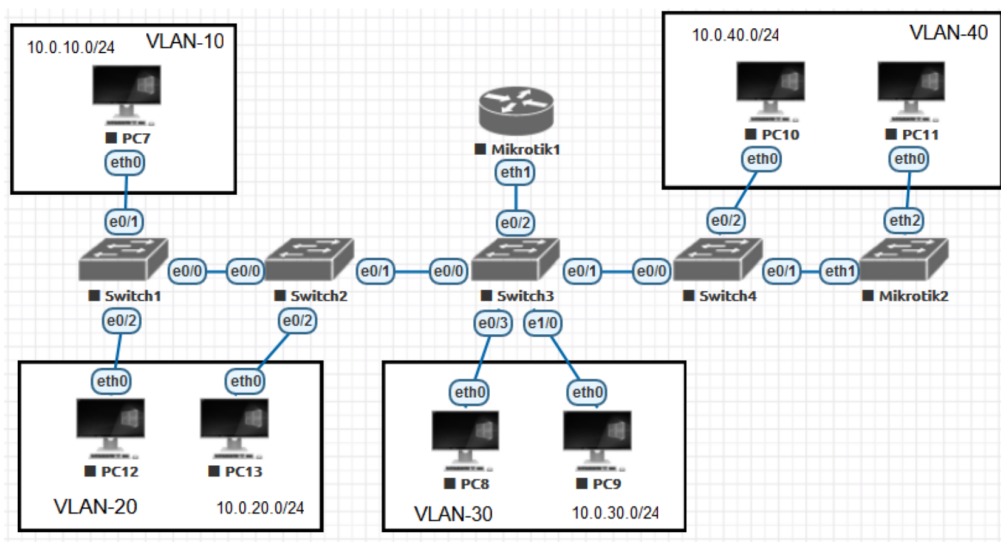 10.0.10.0/24
VLAN-10
PC7
eth0
e0/1
Switch1
e0/0
e0/2
eth0
PC12
VLAN-20
e0/0
Switch2
e0/1
e0/2
eth0
PC13
10.0.20.0/24
Mikrotik1
eth1
e0/2
e0/0
Switch3
e0/1
e0/3
e1/0
eth0
eth0
PC8
PC9
VLAN-30
10.0.30.0/24
10.0.40.0/24
VLAN-40
PC10
PC11
eth0
eth0
e0/2
eth2
e0/0
Switch4
e0/1
eth1
Mikrotik2